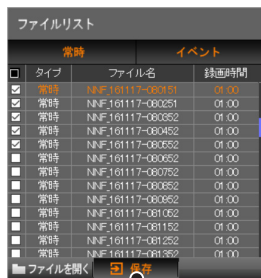 ファイルリスト
常時 イベント
タイプ ファイル名 録画時間
常時 NNF_161117-080151 01:00
常時 NNF_161117-080251 01:00
常時 NNF_161117-080352 01:00
常時 NNF_161117-080452 01:00
常時 NNF_161117-080552 01:00
常時 NNF_161117-080652 01:00
常時 NNF_161117-080752 01:00
常時 NNF_161117-080852 01:00
常時 NNF_161117-080952 01:00
常時 NNF_161117-081052 01:00
常時 NNF_161117-081152 01:00
常時 NNF_161117-081252 01:00
常時 NNF_161117-081352 01:00
ファイルを開く 保存